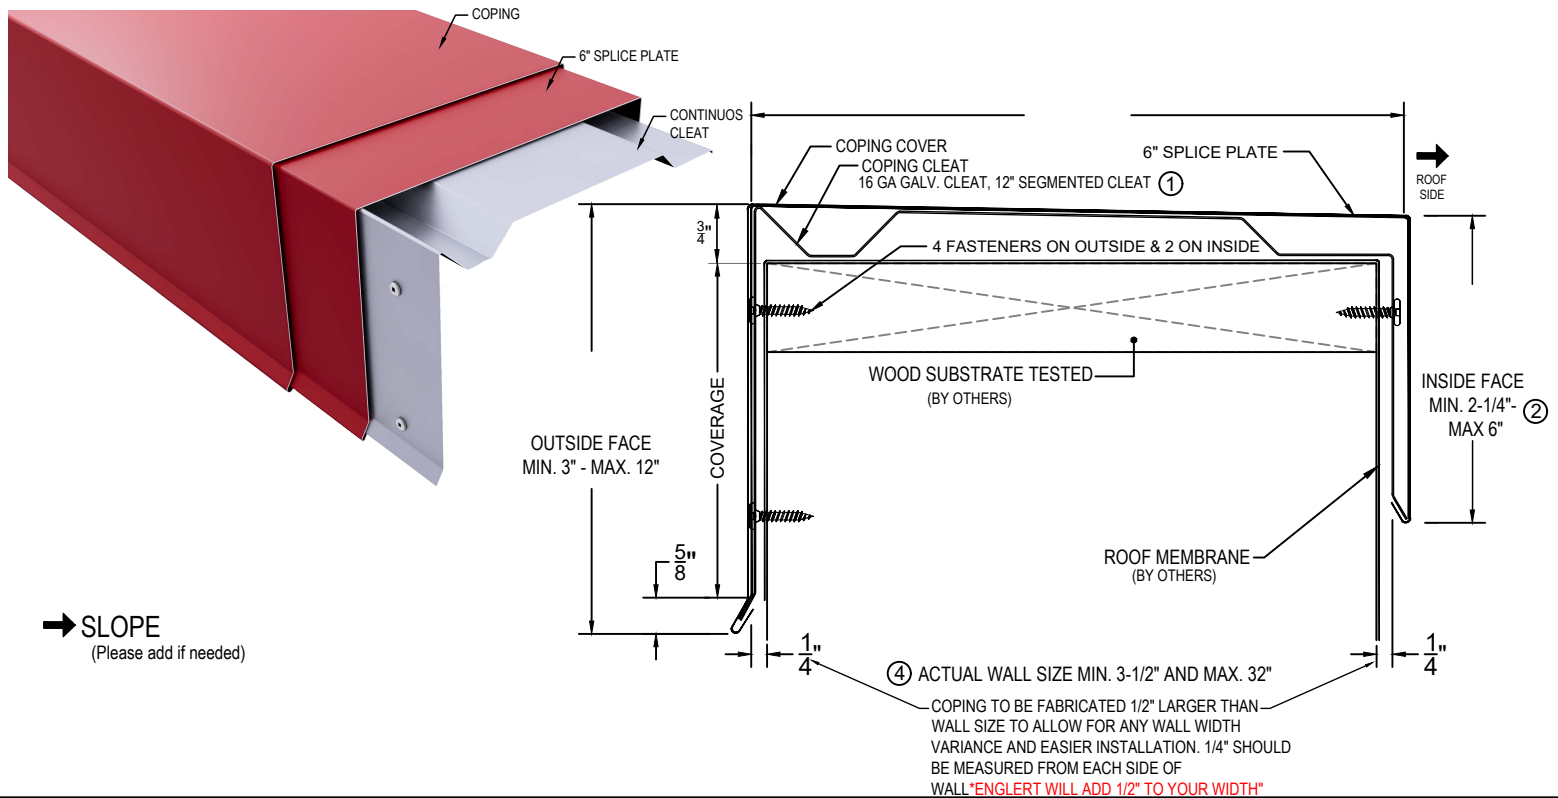 COPING
6" SPLICE PLATE
CONTINUOS
CLEAT
COPING COVER
COPING CLEAT
16 GA GALV. CLEAT, 12" SEGMENTED CLEAT ①
6" SPLICE PLATE
ROOF
SIDE
3/4"
4 FASTENERS ON OUTSIDE & 2 ON INSIDE
WOOD SUBSTRATE TESTED
(BY OTHERS)
COVERAGE
OUTSIDE FACE
MIN. 3" - MAX. 12"
INSIDE FACE
MIN. 2-1/4"- ②
MAX 6"
5/8"
ROOF MEMBRANE
(BY OTHERS)
SLOPE
(Please add if needed)
1/4"
1/4"
④ ACTUAL WALL SIZE MIN. 3-1/2" AND MAX. 32"
COPING TO BE FABRICATED 1/2" LARGER THAN
WALL SIZE TO ALLOW FOR ANY WALL WIDTH
VARIANCE AND EASIER INSTALLATION. 1/4" SHOULD
BE MEASURED FROM EACH SIDE OF
WALL*ENGLERT WILL ADD 1/2" TO YOUR WIDTH"